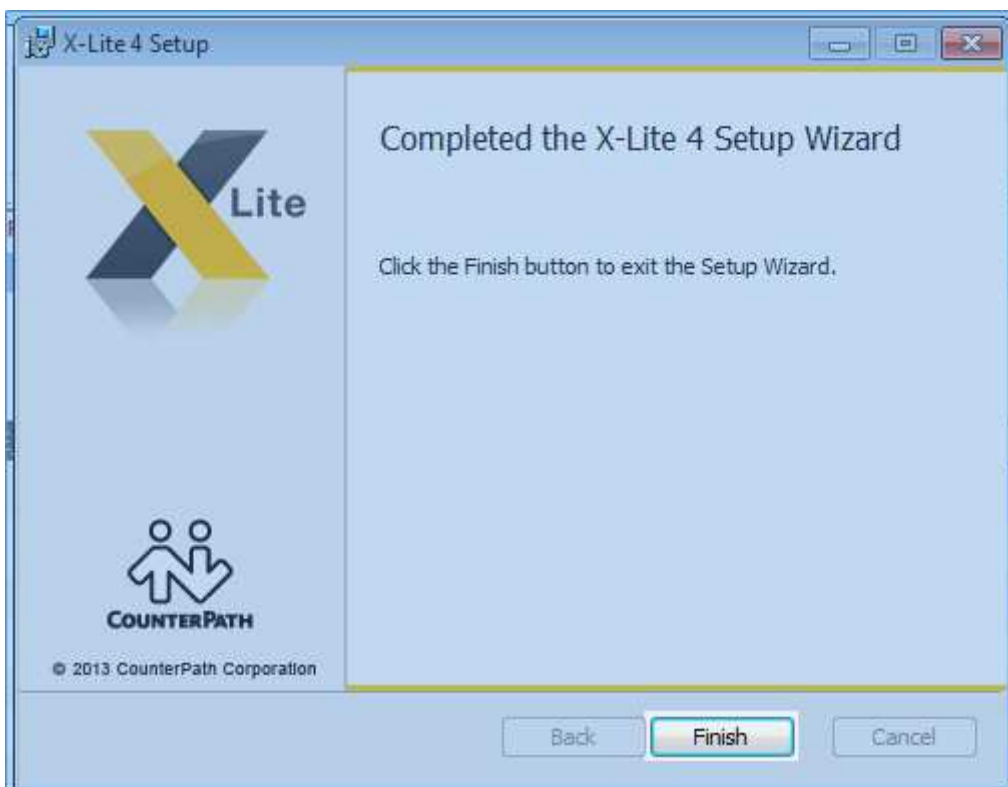 X-Lite 4 Setup
Completed the X-Lite 4 Setup Wizard
Lite
Click the Finish button to exit the Setup Wizard.
COUNTERPATH
© 2013 CounterPath Corporation
Back
Finish
Cancel